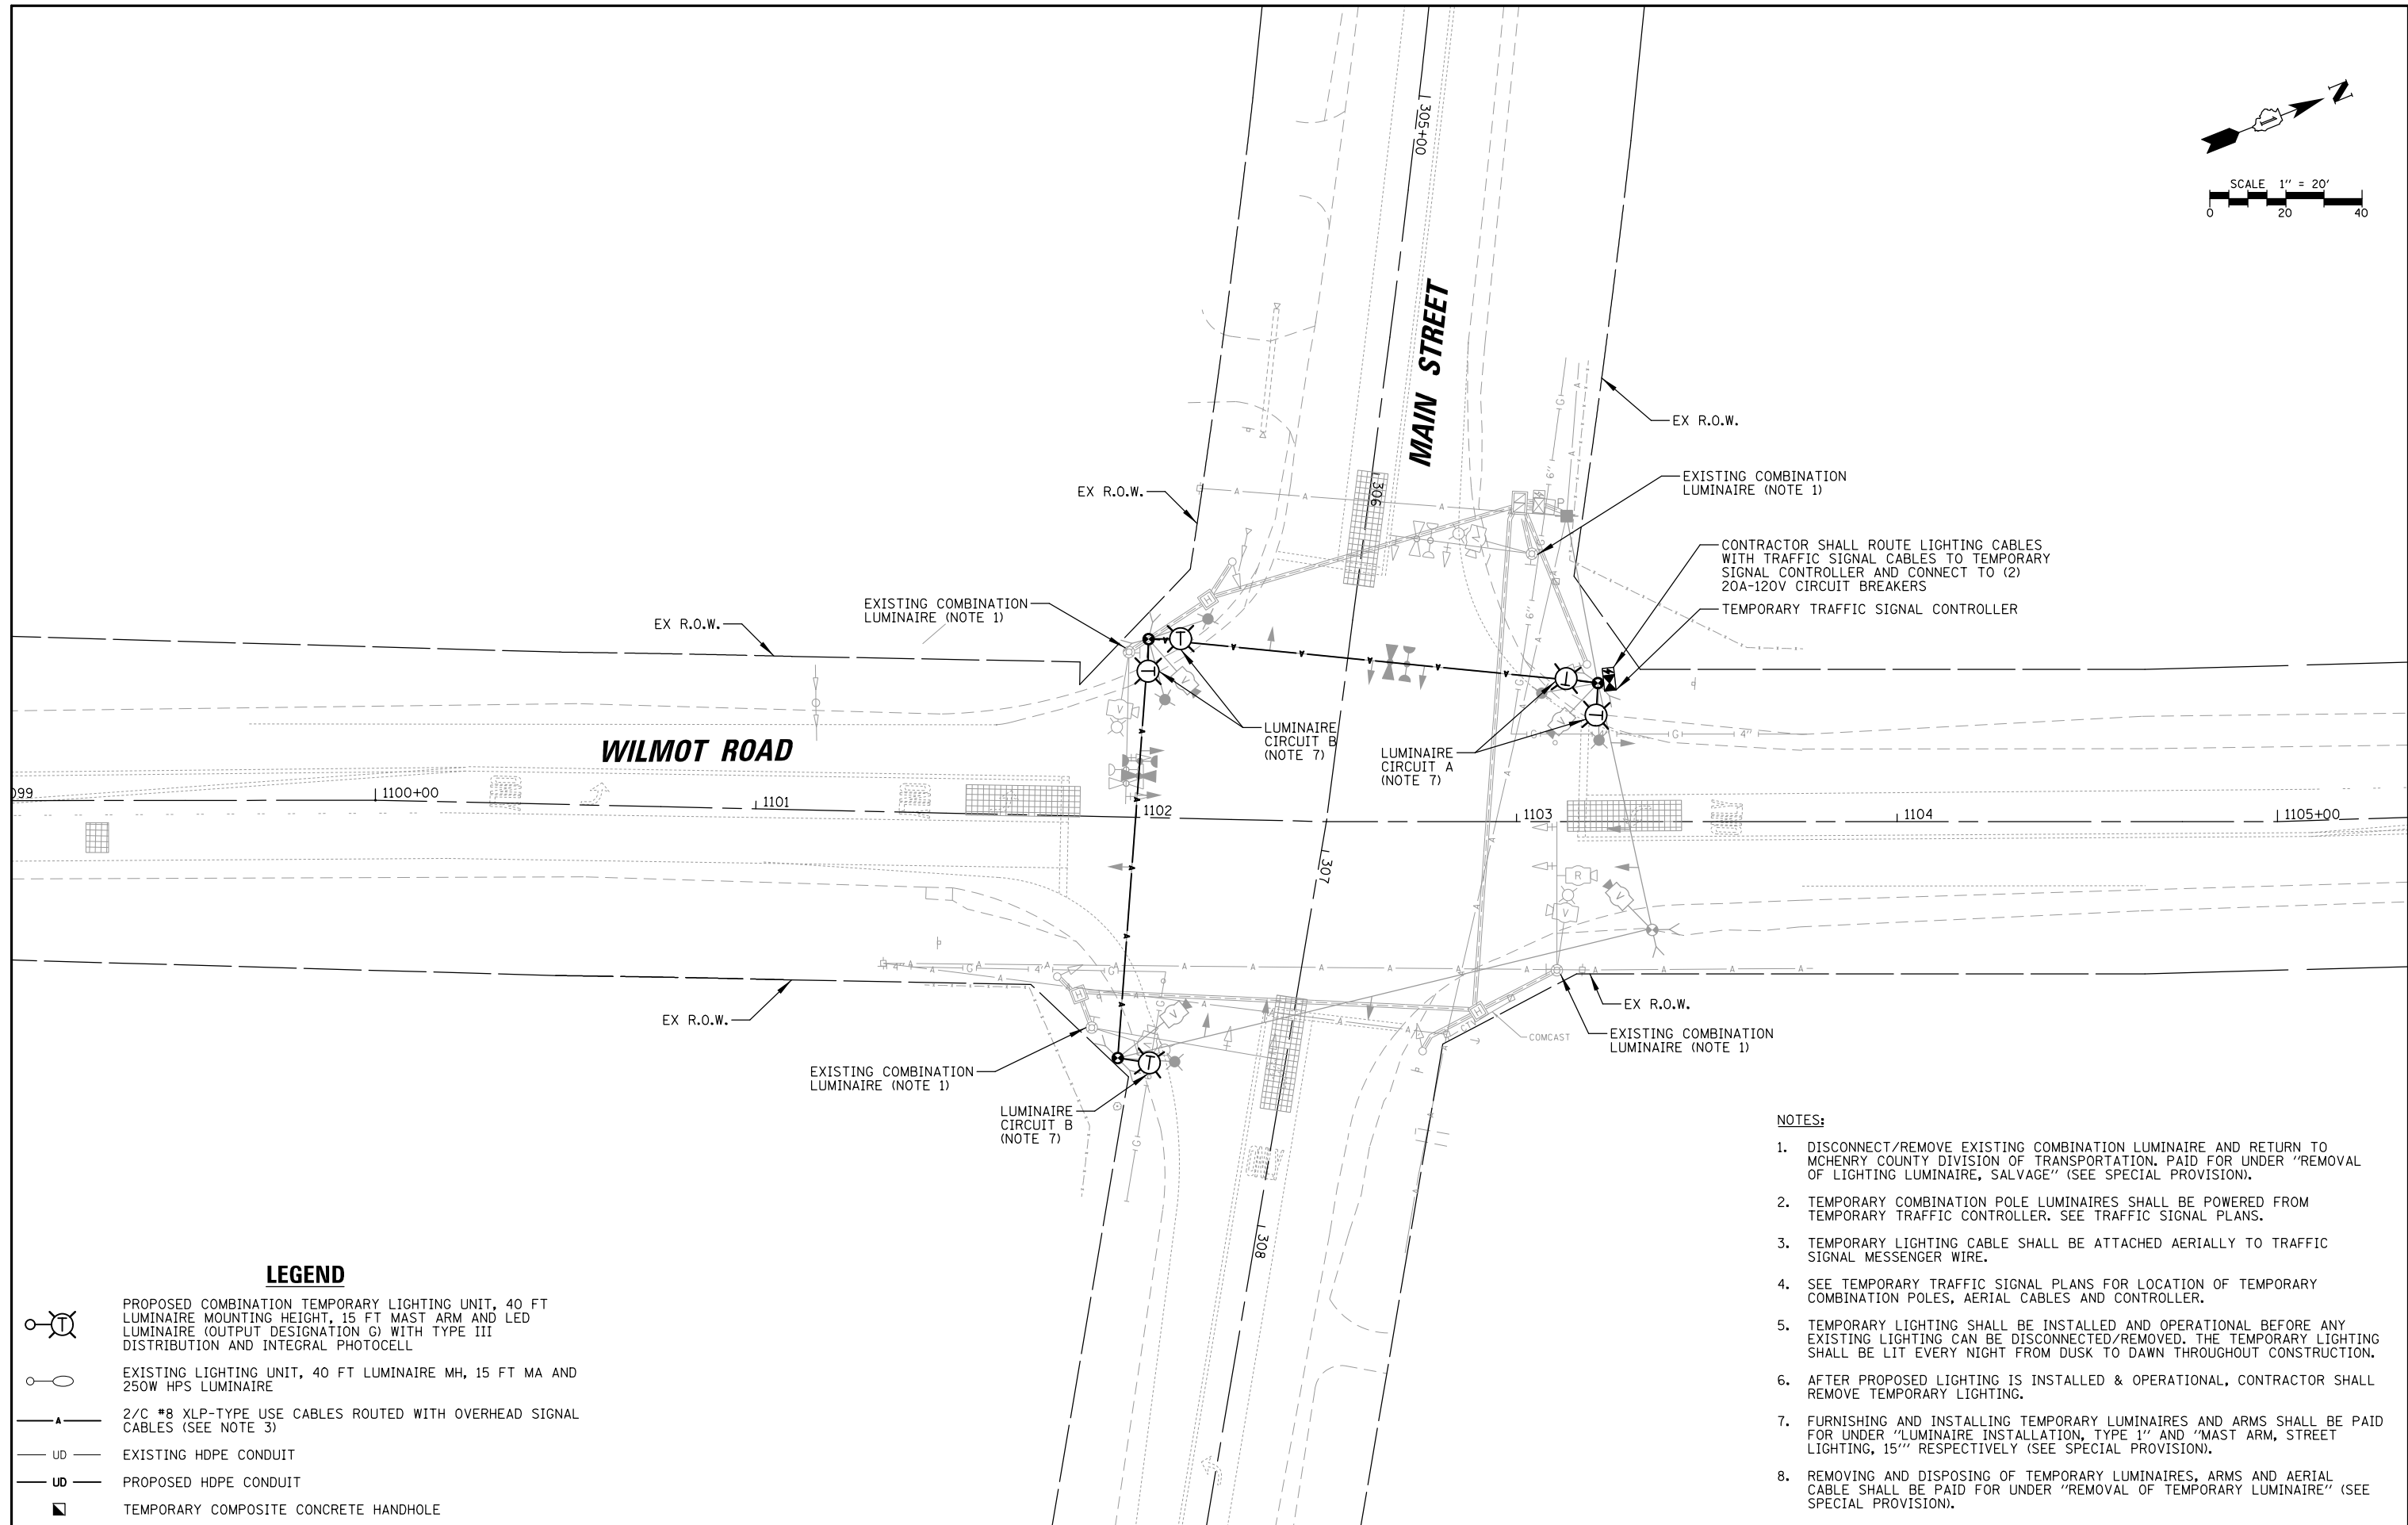 305+00
N
SCALE 1" = 20'
0 20 40
MAIN STREET
EX R.O.W.
EXISTING COMBINATION
LUMINAIRE (NOTE 1)
306
EX R.O.W.
CONTRACTOR SHALL ROUTE LIGHTING CABLES
WITH TRAFFIC SIGNAL CABLES TO TEMPORARY
SIGNAL CONTROLLER AND CONNECT TO (2)
20A-120V CIRCUIT BREAKERS
TEMPORARY TRAFFIC SIGNAL CONTROLLER
EXISTING COMBINATION
LUMINAIRE (NOTE 1)
EX R.O.W.
LUMINAIRE
CIRCUIT B
(NOTE 7)
LUMINAIRE
CIRCUIT A
(NOTE 7)
WILMOT ROAD
099
1100+00
1101
1102
1103
1104
1105+00
307
EX R.O.W.
EX R.O.W.
EXISTING COMBINATION
LUMINAIRE (NOTE 1)
COMCAST
EXISTING COMBINATION
LUMINAIRE (NOTE 1)
LUMINAIRE
CIRCUIT B
(NOTE 7)
308
NOTES:
1. DISCONNECT/REMOVE EXISTING COMBINATION LUMINAIRE AND RETURN TO
MCHENRY COUNTY DIVISION OF TRANSPORTATION. PAID FOR UNDER "REMOVAL
OF LIGHTING LUMINAIRE, SALVAGE" (SEE SPECIAL PROVISION).
2. TEMPORARY COMBINATION POLE LUMINAIRES SHALL BE POWERED FROM
TEMPORARY TRAFFIC CONTROLLER. SEE TRAFFIC SIGNAL PLANS.
3. TEMPORARY LIGHTING CABLE SHALL BE ATTACHED AERIALLY TO TRAFFIC
SIGNAL MESSENGER WIRE.
4. SEE TEMPORARY TRAFFIC SIGNAL PLANS FOR LOCATION OF TEMPORARY
COMBINATION POLES, AERIAL CABLES AND CONTROLLER.
5. TEMPORARY LIGHTING SHALL BE INSTALLED AND OPERATIONAL BEFORE ANY
EXISTING LIGHTING CAN BE DISCONNECTED/REMOVED. THE TEMPORARY LIGHTING
SHALL BE LIT EVERY NIGHT FROM DUSK TO DAWN THROUGHOUT CONSTRUCTION.
6. AFTER PROPOSED LIGHTING IS INSTALLED & OPERATIONAL, CONTRACTOR SHALL
REMOVE TEMPORARY LIGHTING.
7. FURNISHING AND INSTALLING TEMPORARY LUMINAIRES AND ARMS SHALL BE PAID
FOR UNDER "LUMINAIRE INSTALLATION, TYPE 1" AND "MAST ARM, STREET
LIGHTING, 15'" RESPECTIVELY (SEE SPECIAL PROVISION).
8. REMOVING AND DISPOSING OF TEMPORARY LUMINAIRES, ARMS AND AERIAL
CABLE SHALL BE PAID FOR UNDER "REMOVAL OF TEMPORARY LUMINAIRE" (SEE
SPECIAL PROVISION).
LEGEND
T PROPOSED COMBINATION TEMPORARY LIGHTING UNIT, 40 FT
LUMINAIRE MOUNTING HEIGHT, 15 FT MAST ARM AND LED
LUMINAIRE (OUTPUT DESIGNATION G) WITH TYPE III
DISTRIBUTION AND INTEGRAL PHOTOCELL
EXISTING LIGHTING UNIT, 40 FT LUMINAIRE MH, 15 FT MA AND
250W HPS LUMINAIRE
A 2/C #8 XLP-TYPE USE CABLES ROUTED WITH OVERHEAD SIGNAL
CABLES (SEE NOTE 3)
UD EXISTING HDPE CONDUIT
UD PROPOSED HDPE CONDUIT
TEMPORARY COMPOSITE CONCRETE HANDHOLE